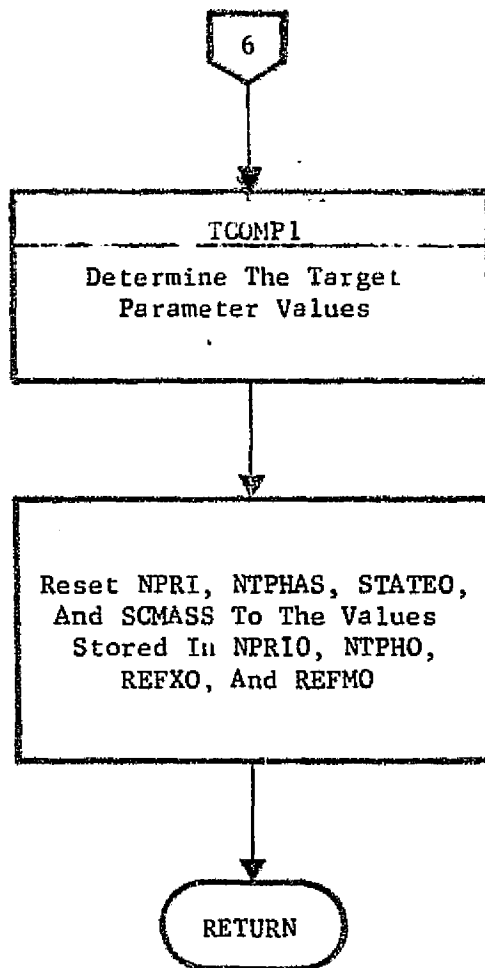 6
TCOMP1
Determine The Target
Parameter Values
Reset NPRI, NTPHAS, STATEO,
And SCMASS To The Values
Stored In NPRIO, NTPHO,
REFXO, And REFMO
RETURN